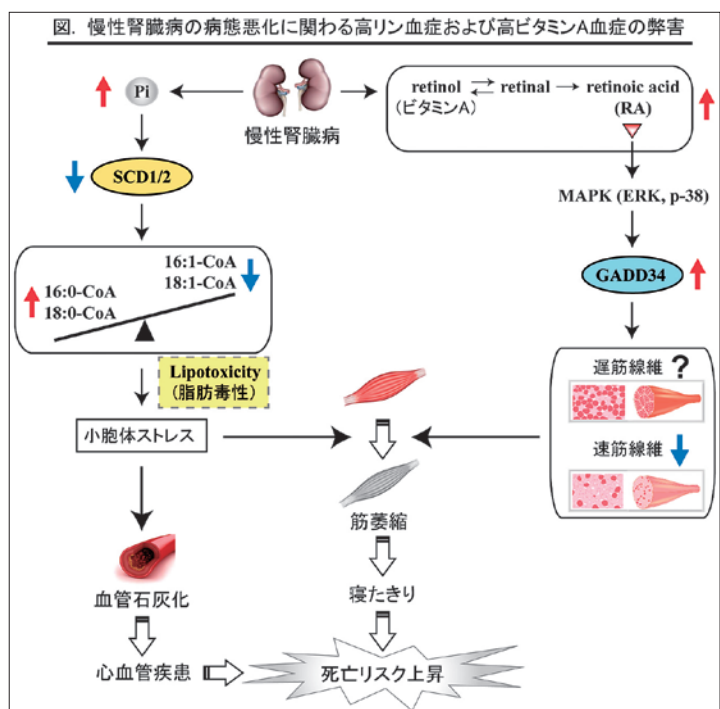 図. 慢性腎臓病の病態悪化に関わる高リン血症および高ビタミンA血症の弊害
Pi
慢性腎臓病
retinol retinal retinoic acid
(ビタミンA) (RA)
SCD1/2
MAPK (ERK, p-38)
16:1-CoA
18:1-CoA
16:0-CoA
18:0-CoA
GADD34
Lipotoxicity
(脂肪毒性)
遅筋線維 ?
速筋線維
小胞体ストレス
筋萎縮
血管石灰化
寝たきり
心血管疾患
死亡リスク上昇